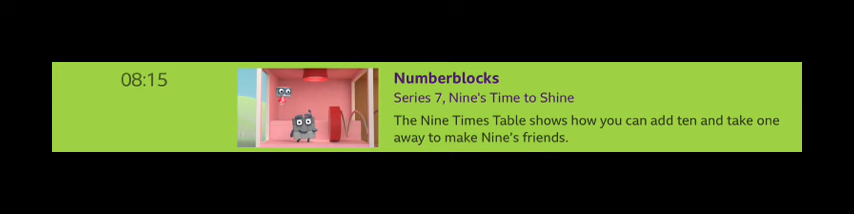 08:15
Numberblocks
Series 7, Nine's Time to Shine
The Nine Times Table shows how you can add ten and take one
away to make Nine's friends.